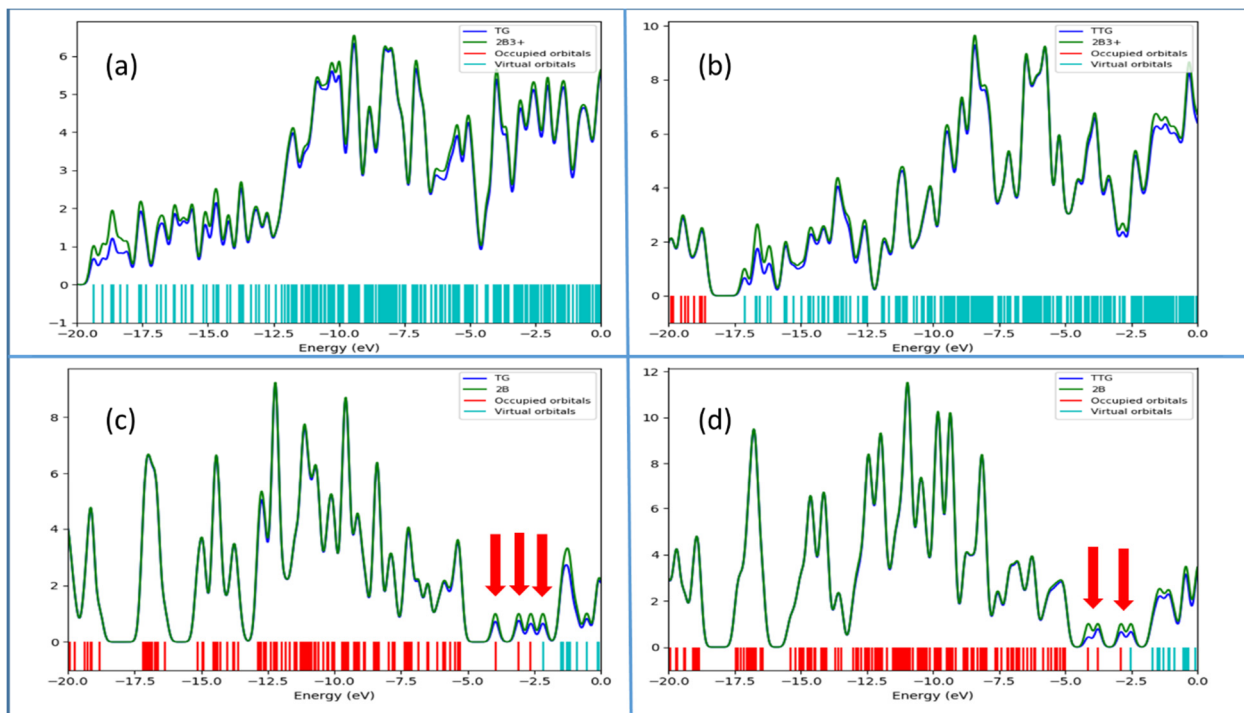 (a)
TG
2B3+
Occupied orbitals
Virtual orbitals
6
5
4
3
2
1
0
−1
−20.0 −17.5 −15.0 −12.5 −10.0 −7.5 −5.0 −2.5 0.0
Energy (eV)
(b)
TTG
2B3+
Occupied orbitals
Virtual orbitals
10
8
6
4
2
0
−20.0 −17.5 −15.0 −12.5 −10.0 −7.5 −5.0 −2.5 0.0
Energy (eV)
(c)
TG
2B
Occupied orbitals
Virtual orbitals
8
6
4
2
0
−20.0 −17.5 −15.0 −12.5 −10.0 −7.5 −5.0 −2.5 0.0
Energy (eV)
(d)
TTG
2B
Occupied orbitals
Virtual orbitals
12
10
8
6
4
2
0
−20.0 −17.5 −15.0 −12.5 −10.0 −7.5 −5.0 −2.5 0.0
Energy (eV)